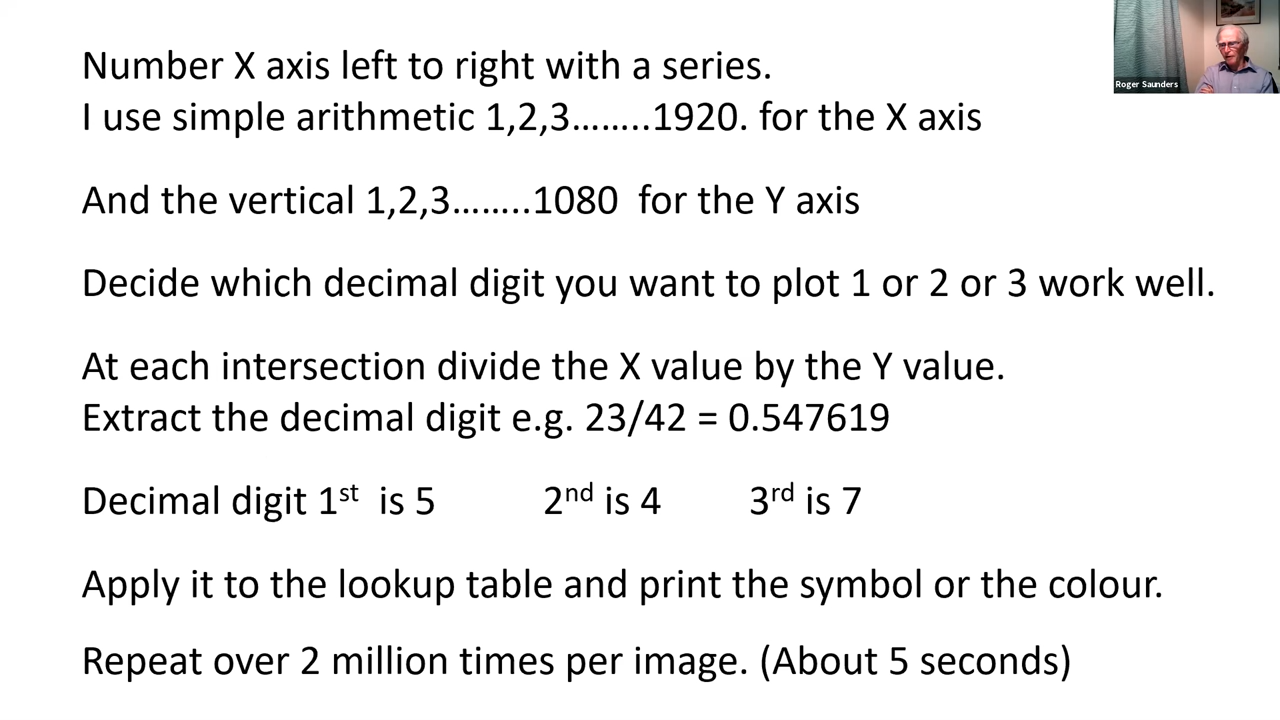 Number X axis left to right with a series.
I use simple arithmetic 1,2,3……..1920. for the X axis
And the vertical 1,2,3……..1080  for the Y axis
Decide which decimal digit you want to plot 1 or 2 or 3 work well.
At each intersection divide the X value by the Y value.
Extract the decimal digit e.g. 23/42 = 0.547619
Decimal digit 1st  is 5 2nd is 4 3rd is 7
Apply it to the lookup table and print the symbol or the colour.
Repeat over 2 million times per image. (About 5 seconds)
Roger Saunders